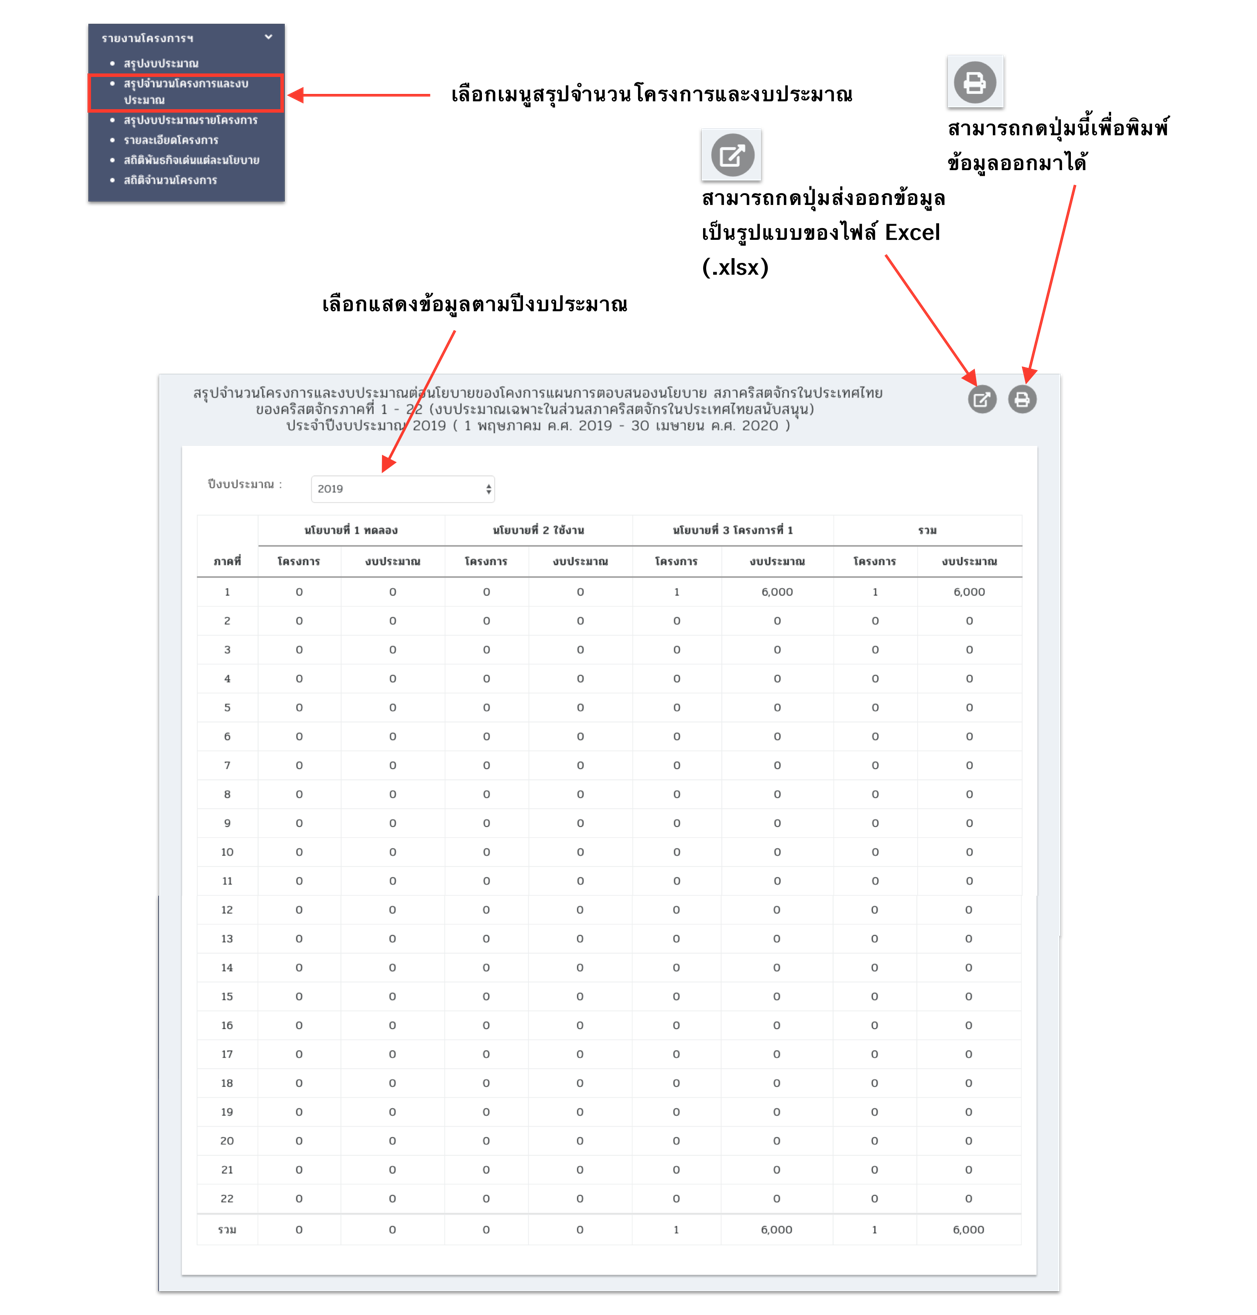 รายงานโครงการฯ
สรุปงบประมาณ
สรุปจำนวนโครงการและงบ
ประมาณ
สรุปงบประมาณรายโครงการ
รายละเอียดโครงการ
สถิติพันธกิจเด่นแต่ละนโยบาย
สถิติจำนวนโครงการ
เลือกเมนูสรุปจำนวนโครงการและงบประมาณ
สามารถกดปุ่มนี้เพื่อพิมพ์
ข้อมูลออกมาได้
สามารถกดปุ่มส่งออกข้อมูล
เป็นรูปแบบของไฟล์ Excel
(.xlsx)
เลือกแสดงข้อมูลตามปีงบประมาณ
สรุปจำนวนโครงการและงบประมาณต่อนโยบายของโคงการแผนการตอบสนองนโยบาย สภาคริสตจักรในประเทศไทย
ของคริสตจักรภาคที่ 1 - 22 (งบประมาณเฉพาะในส่วนสภาคริสตจักรในประเทศไทยสนับสนุน)
ประจำปีงบประมาณ 2019 ( 1 พฤษภาคม ค.ศ. 2019 - 30 เมษายน ค.ศ. 2020 )
ปีงบประมาณ : 2019
นโยบายที่ 1 ทดลอง นโยบายที่ 2 ใช้งาน นโยบายที่ 3 โครงการที่ 1 รวม
ภาคที่ โครงการ งบประมาณ โครงการ งบประมาณ โครงการ งบประมาณ โครงการ งบประมาณ
1 0 0 0 0 1 6,000 1 6,000
2 0 0 0 0 0 0 0 0
3 0 0 0 0 0 0 0 0
4 0 0 0 0 0 0 0 0
5 0 0 0 0 0 0 0 0
6 0 0 0 0 0 0 0 0
7 0 0 0 0 0 0 0 0
8 0 0 0 0 0 0 0 0
9 0 0 0 0 0 0 0 0
10 0 0 0 0 0 0 0 0
11 0 0 0 0 0 0 0 0
12 0 0 0 0 0 0 0 0
13 0 0 0 0 0 0 0 0
14 0 0 0 0 0 0 0 0
15 0 0 0 0 0 0 0 0
16 0 0 0 0 0 0 0 0
17 0 0 0 0 0 0 0 0
18 0 0 0 0 0 0 0 0
19 0 0 0 0 0 0 0 0
20 0 0 0 0 0 0 0 0
21 0 0 0 0 0 0 0 0
22 0 0 0 0 0 0 0 0
รวม 0 0 0 0 1 6,000 1 6,000